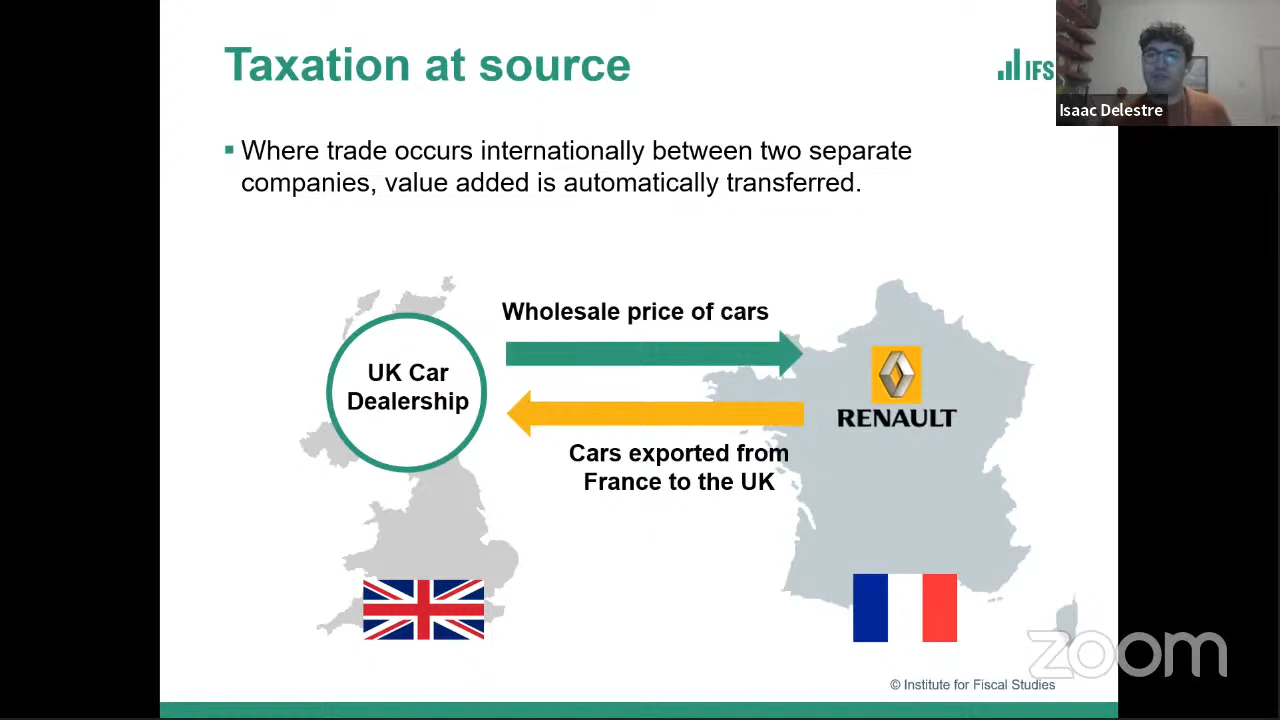 Taxation at source
IFS
Isaac Delestre
▪ Where trade occurs internationally between two separate
companies, value added is automatically transferred.
Wholesale price of cars
UK Car
Dealership
RENAULT
Cars exported from
France to the UK
zoom
© Institute for Fiscal Studies